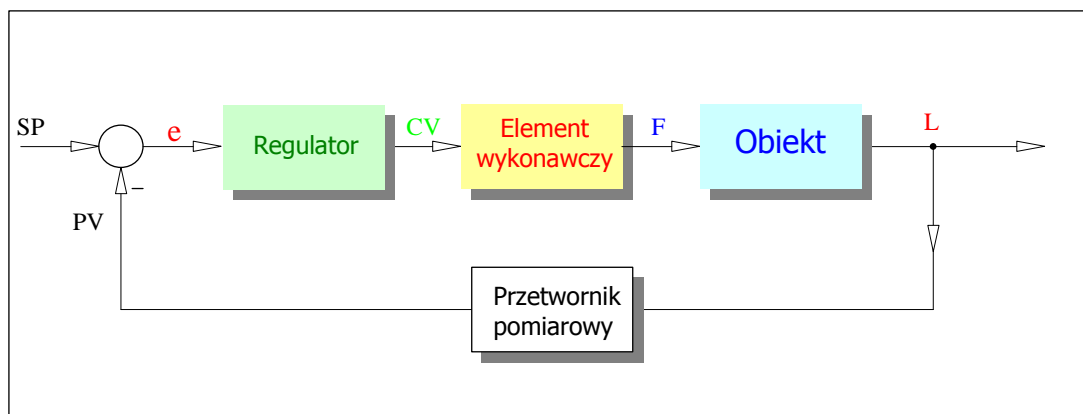 SP
e
Regulator
CV
Element
wykonawczy
F
Obiekt
L
PV
–
Przetwornik
pomiarowy